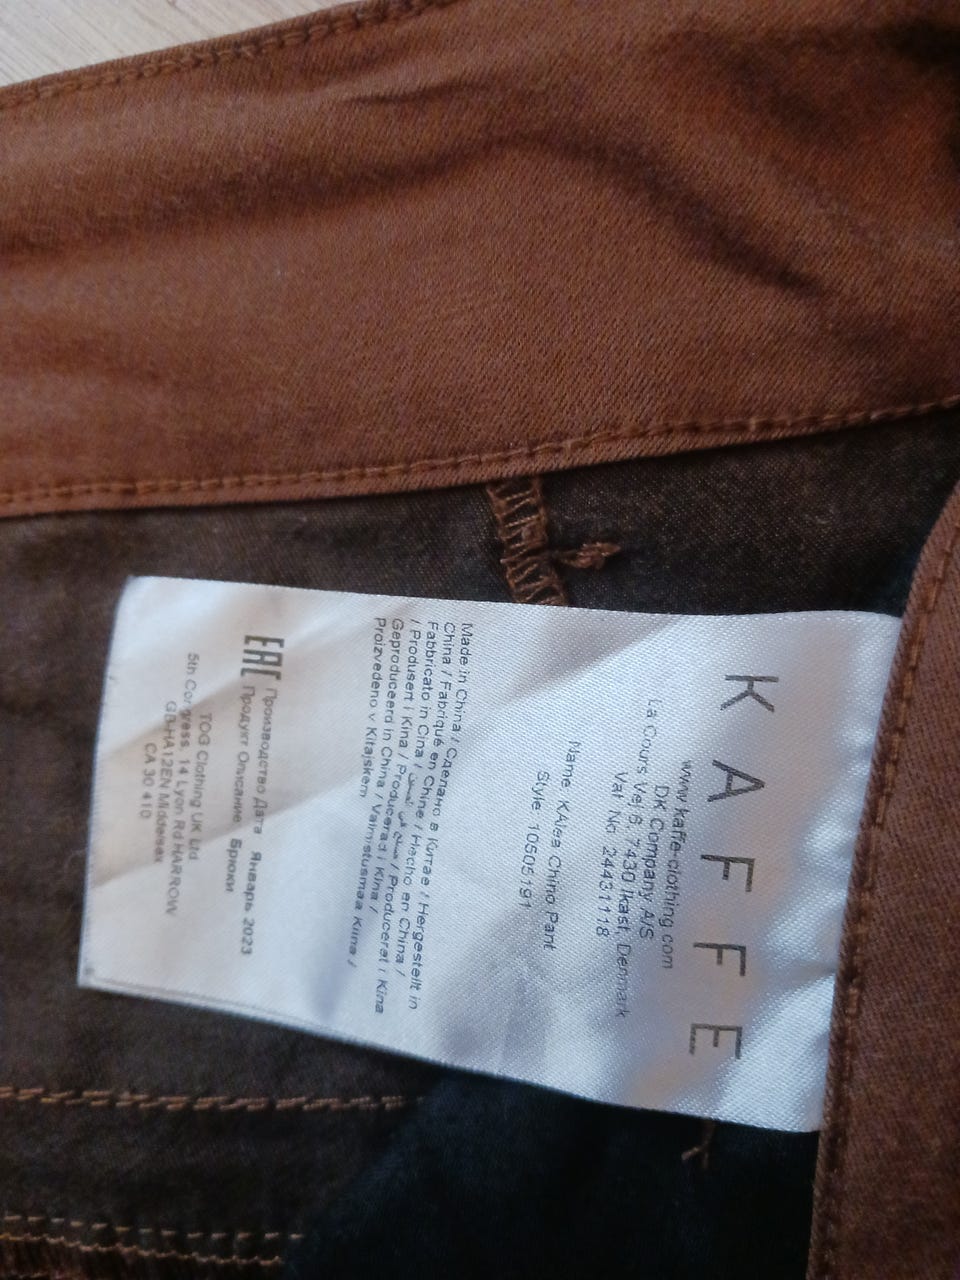 KAFFE
www.kaffe-clothing.com
DK Company A/S
La Cours Vej 6, 7430 Ikast, Denmark
Vat No 24431118
Name KAlea Chino Pant
Style 10505191
Made in China / Сделано в Китае / Hergestellt in
China / Fabriqué en Chine / Hecho en China /
Fabbricato in Cina / صنع في الصين
/ Produsert i Kina / Produceret i Kina
Geproduceerd in China / Valmistusmaa Kiina /
Proizvedeno v Kitajskem
EAC
Производство Дата Январь 2023
Продукт Описание Брюки
TOG Clothing UK Ltd
5th Congress, 14 Lyon Rd HARROW
GB-HA12EN Middlesex
CA 30 410